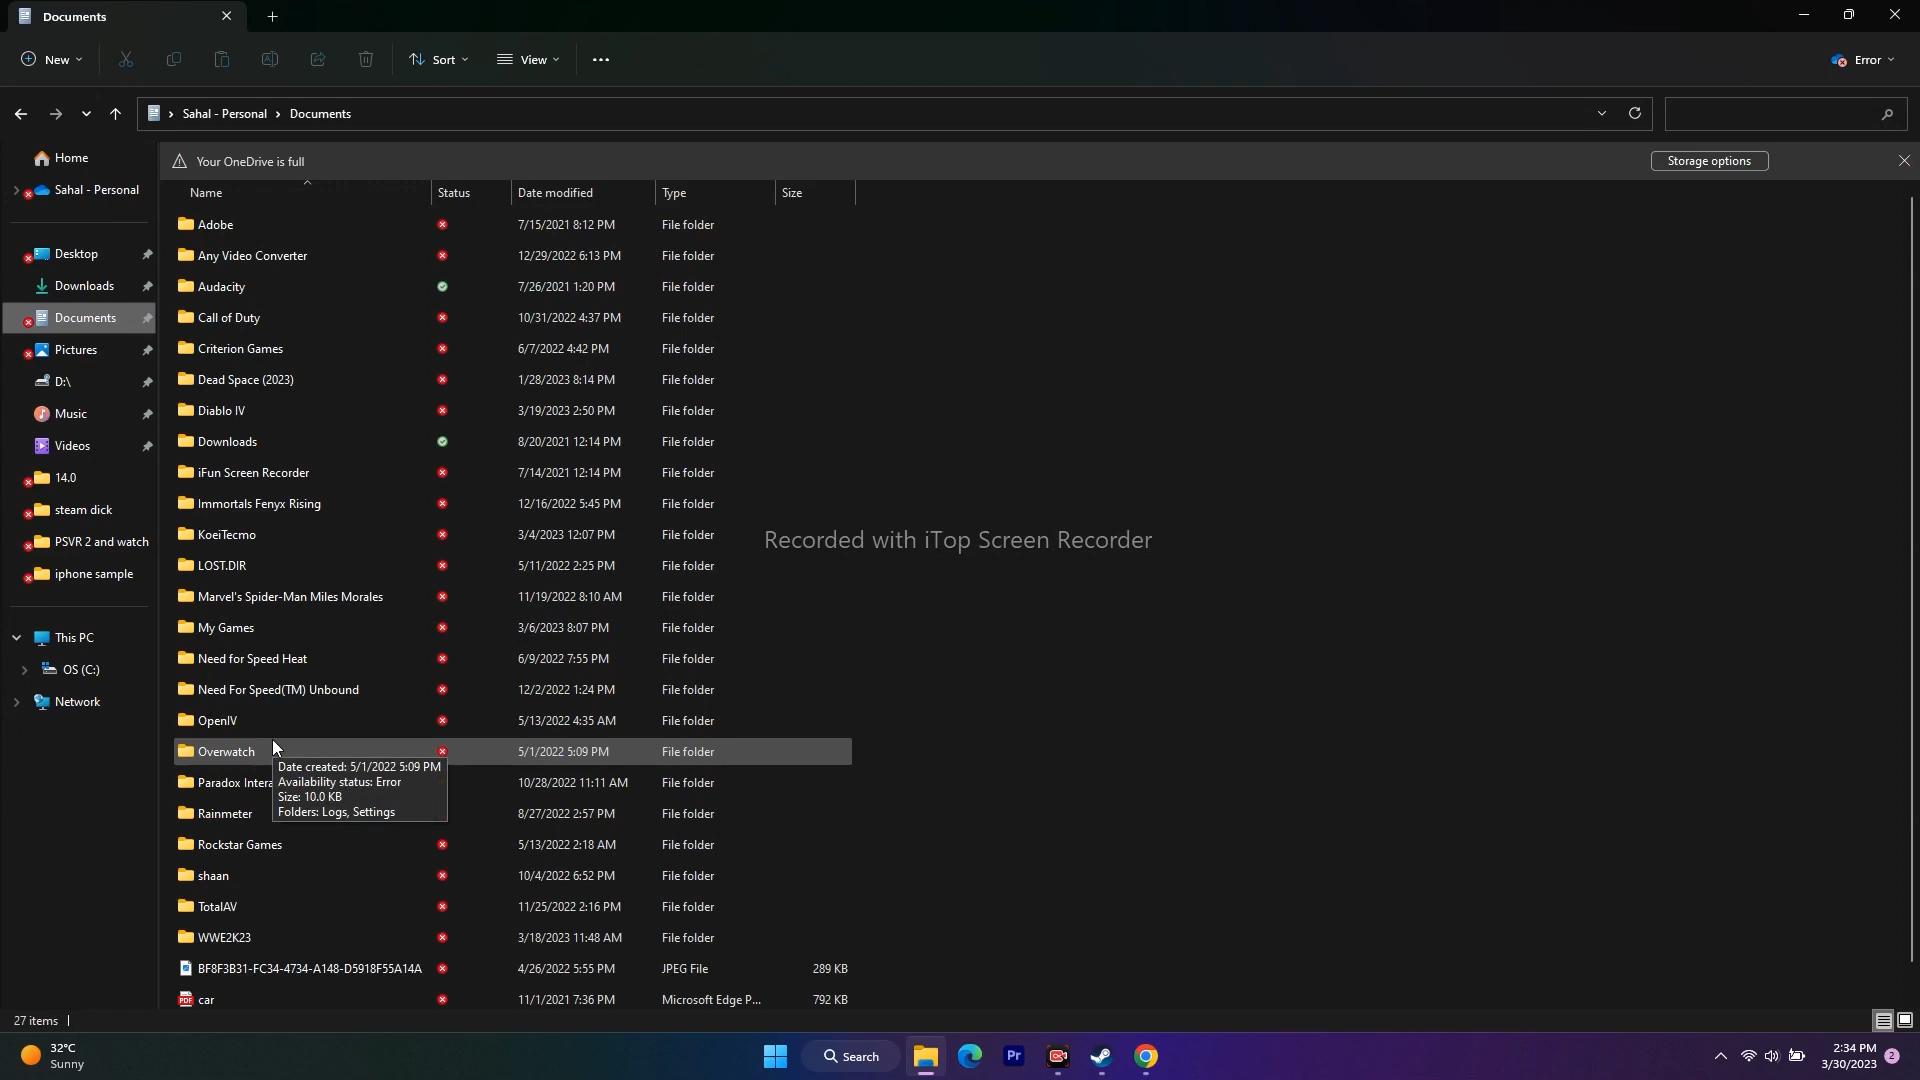 Documents
New Sort View Error
Sahal - Personal Documents
Your OneDrive is full Storage options
Name Status Date modified Type Size
Home
Sahal - Personal
Desktop
Downloads
Documents
Pictures
D:\
Music
Videos
14.0
steam dick
PSVR 2 and watch
iphone sample
This PC
OS (C:)
Network
Adobe 7/15/2021 8:12 PM File folder
Any Video Converter 12/29/2022 6:13 PM File folder
Audacity 7/26/2021 1:20 PM File folder
Call of Duty 10/31/2022 4:37 PM File folder
Criterion Games 6/7/2022 4:42 PM File folder
Dead Space (2023) 1/28/2023 8:14 PM File folder
Diablo IV 3/19/2023 2:50 PM File folder
Downloads 8/20/2021 12:14 PM File folder
iFun Screen Recorder 7/14/2021 12:14 PM File folder
Immortals Fenyx Rising 12/16/2022 5:45 PM File folder
KoeiTecmo 3/4/2023 12:07 PM File folder
Recorded with iTop Screen Recorder
LOST.DIR 5/11/2022 2:25 PM File folder
Marvel's Spider-Man Miles Morales 11/19/2022 8:10 AM File folder
My Games 3/6/2023 8:07 PM File folder
Need for Speed Heat 6/9/2022 7:55 PM File folder
Need For Speed(TM) Unbound 12/2/2022 1:24 PM File folder
OpenIV 5/13/2022 4:35 AM File folder
Overwatch 5/1/2022 5:09 PM File folder
Date created: 5/1/2022 5:09 PM
Availability status: Error
Size: 10.0 KB
Folders: Logs, Settings
Paradox Intera 10/28/2022 11:11 AM File folder
Rainmeter 8/27/2022 2:57 PM File folder
Rockstar Games 5/13/2022 2:18 AM File folder
shaan 10/4/2022 6:52 PM File folder
TotalAV 11/25/2022 2:16 PM File folder
WWE2K23 3/18/2023 11:48 AM File folder
BF8F3B31-FC34-4734-A148-D5918F55A14A 4/26/2022 5:55 PM JPEG File 289 KB
car 11/1/2021 7:36 PM Microsoft Edge P... 792 KB
27 items
32°C
Sunny
Search
Pr
2:34 PM
3/30/2023
2